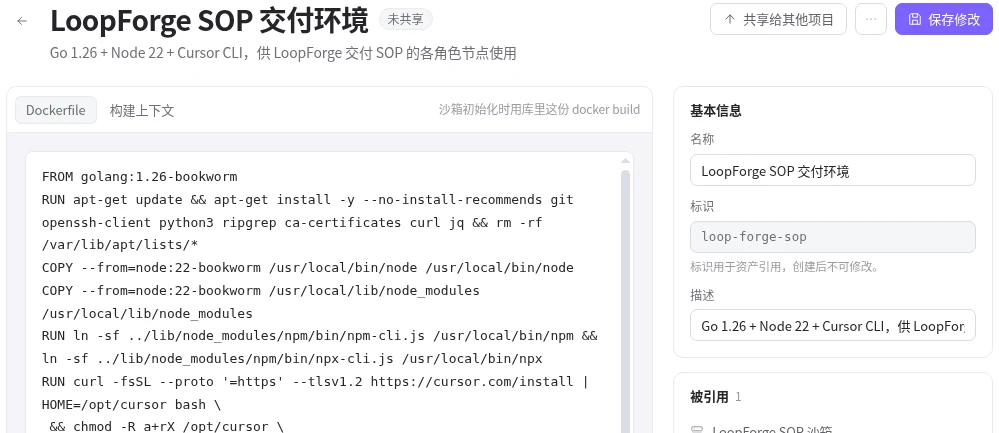 LoopForge SOP 交付环境 未共享
共享给其他项目 ··· 保存修改
Go 1.26 + Node 22 + Cursor CLI，供 LoopForge 交付 SOP 的各角色节点使用
Dockerfile 构建上下文 沙箱初始化时用库里这份 docker build
FROM golang:1.26-bookworm
RUN apt-get update && apt-get install -y --no-install-recommends git
openssh-client python3 ripgrep ca-certificates curl jq && rm -rf
/var/lib/apt/lists/*
COPY --from=node:22-bookworm /usr/local/bin/node /usr/local/bin/node
COPY --from=node:22-bookworm /usr/local/lib/node_modules
/usr/local/lib/node_modules
RUN ln -sf ../lib/node_modules/npm/bin/npm-cli.js /usr/local/bin/npm &&
ln -sf ../lib/node_modules/npm/bin/npx-cli.js /usr/local/bin/npx
RUN curl -fsSL --proto '=https' --tlsv1.2 https://cursor.com/install |
HOME=/opt/cursor bash \
&& chmod -R a+rX /opt/cursor \
基本信息
名称
LoopForge SOP 交付环境
标识
loop-forge-sop
标识用于资产引用，创建后不可修改。
描述
Go 1.26 + Node 22 + Cursor CLI，供 LoopFor
被引用 1
LoopForge SOP 沙箱